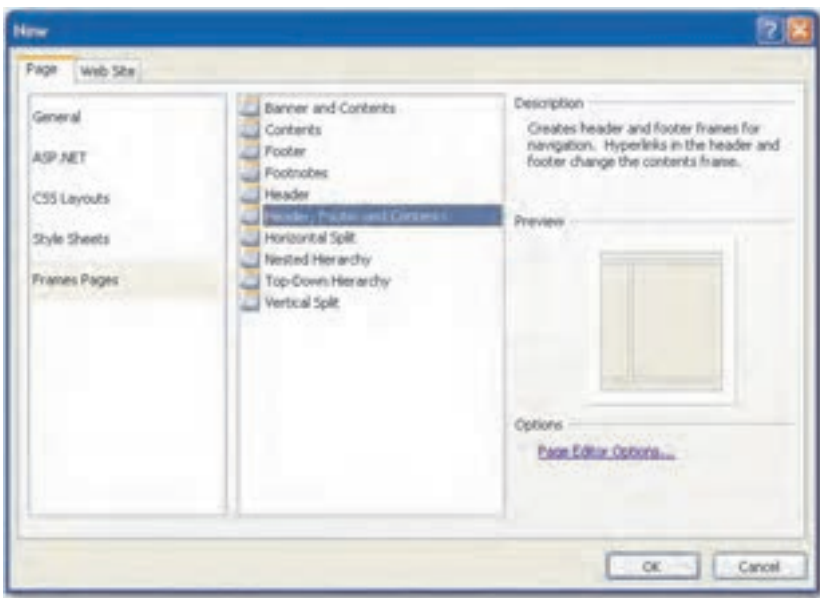 New
Page
Web Site
General
ASP.NET
CSS Layouts
Style Sheets
Frames Pages
Banner and Contents
Contents
Footer
Footnotes
Header
Header, Footer and Contents
Horizontal Split
Nested Hierarchy
Top-Down Hierarchy
Vertical Split
Description
Creates header and footer frames for
navigation. Hyperlinks in the header and
footer change the contents frame.
Preview
Options
Page Editor Options...
OK
Cancel